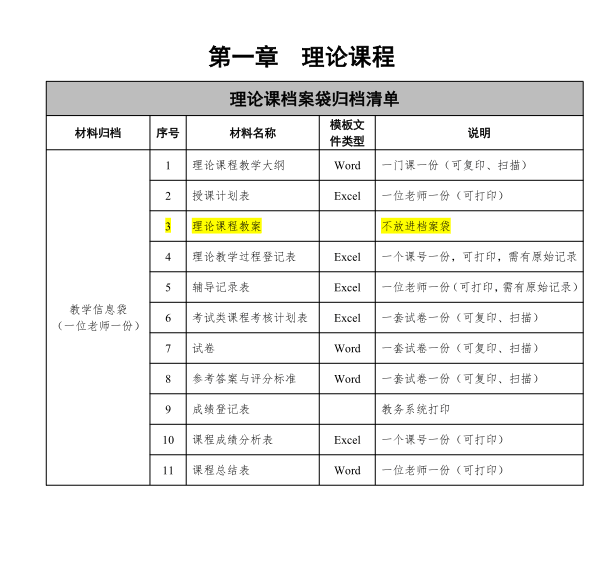 第一章 理论课程
理论课档案袋归档清单
材料归档 序号 材料名称 模板文件类型 说明
教学信息袋
（一位老师一份）
1 理论课程教学大纲 Word 一门课一份（可复印、扫描）
2 授课计划表 Excel 一位老师一份（可打印）
3 理论课程教案 不放进档案袋
4 理论教学过程登记表 Excel 一个课号一份，可打印，需有原始记录
5 辅导记录表 Excel 一位老师一份（可打印，需有原始记录）
6 考试类课程考核计划表 Excel 一套试卷一份（可复印、扫描）
7 试卷 Word 一套试卷一份（可复印、扫描）
8 参考答案与评分标准 Word 一套试卷一份（可复印、扫描）
9 成绩登记表 教务系统打印
10 课程成绩分析表 Excel 一个课号一份（可打印）
11 课程总结表 Word 一位老师一份（可打印）